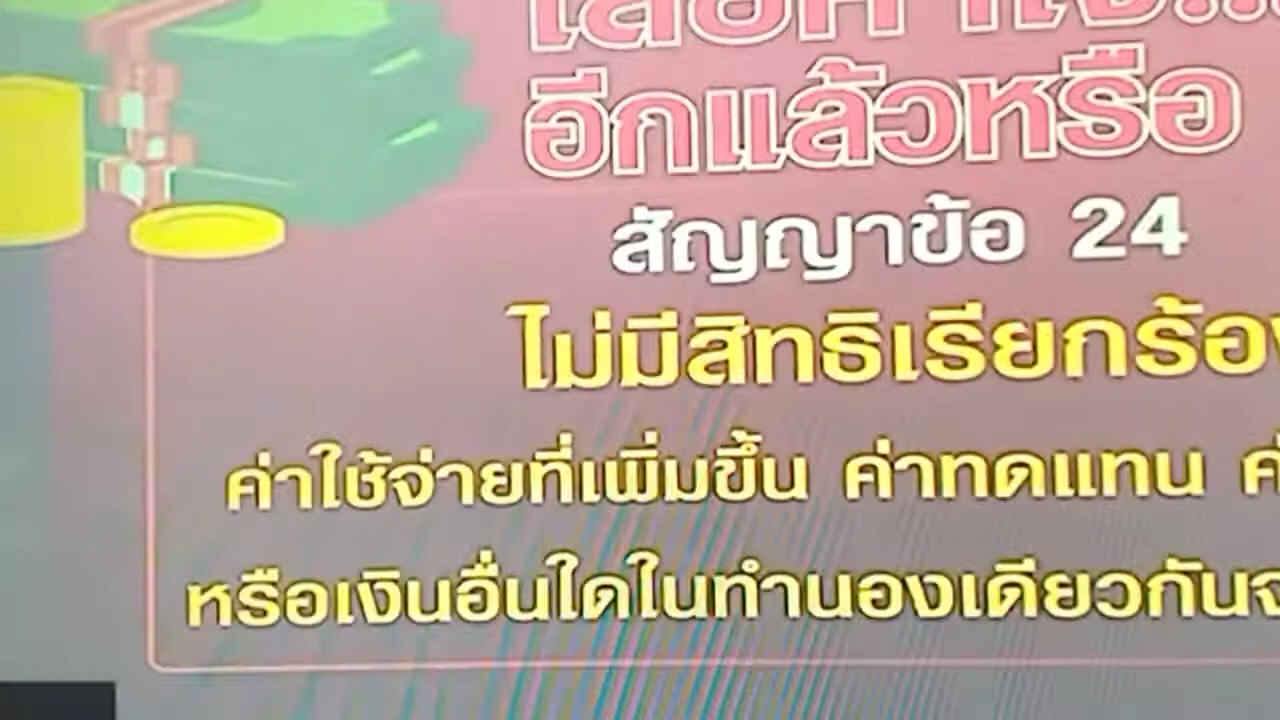 อีกแล้วหรือ
สัญญาข้อ 24
ไม่มีสิทธิเรียกร้อง
ค่าใช้จ่ายที่เพิ่มขึ้น ค่าทดแทน
หรือเงินอื่นใดในทำนองเดียวกัน